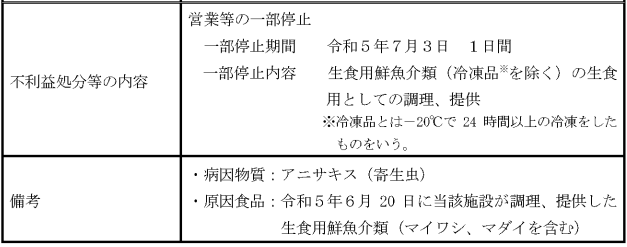 不利益処分等の内容
営業等の一部停止
一部停止期間　　令和５年７月３日　１日間
一部停止内容　　生食用鮮魚介類（冷凍品※を除く）の生食
用としての調理、提供
※冷凍品とは－20℃で 24 時間以上の冷凍をした
ものをいう。
備考
・病因物質：アニサキス（寄生虫）
・原因食品：令和５年６月 20 日に当該施設が調理、提供した
生食用鮮魚介類（マイワシ、マダイを含む）